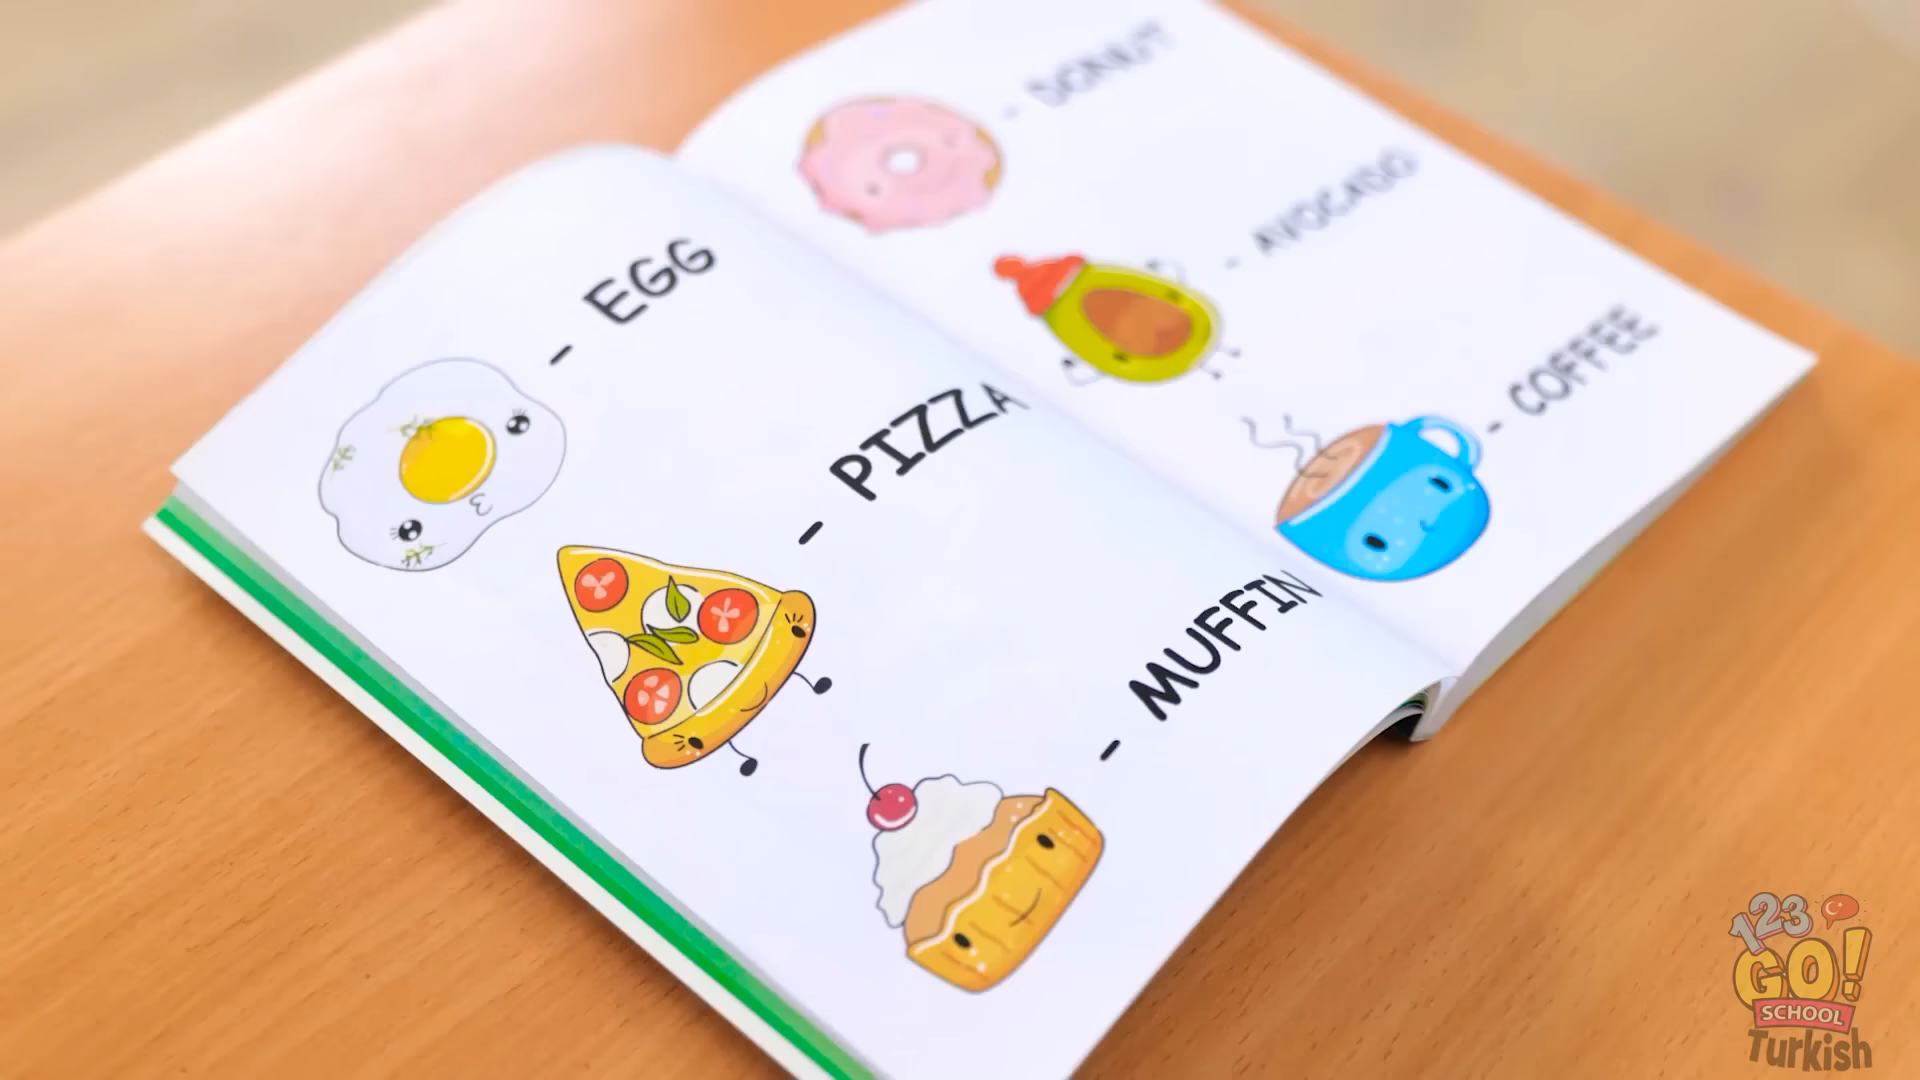 - EGG
- PIZZA
- MUFFIN
- DONUT
- AVOCADO
- COFFEE
123
GO!
SCHOOL
Turkish